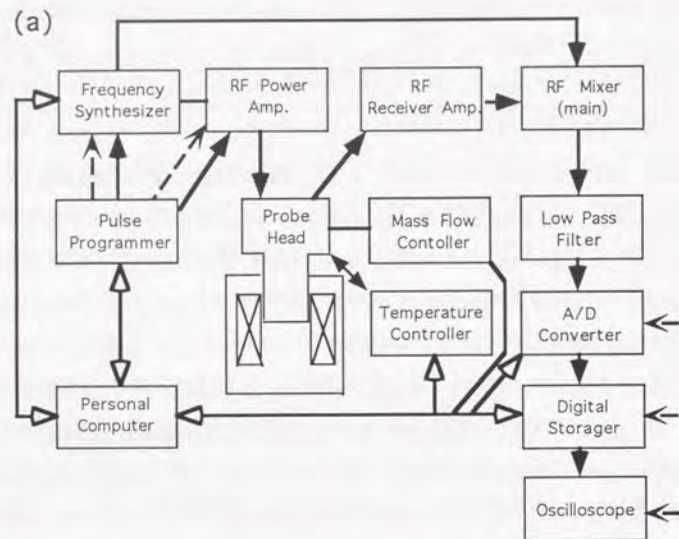 (a)
Frequency
Synthesizer
RF Power
Amp.
RF
Receiver Amp.
RF Mixer
(main)
Pulse
Programmer
Probe
Head
Mass Flow
Contoller
Low Pass
Filter
Temperature
Controller
A/D
Converter
Personal
Computer
Digital
Storager
Oscilloscope